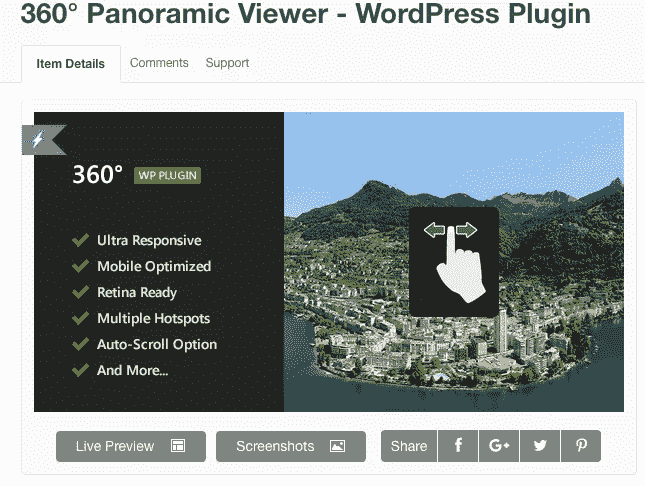 360° Panoramic Viewer - WordPress Plugin
Item Details Comments Support
360° WP PLUGIN
Ultra Responsive
Mobile Optimized
Retina Ready
Multiple Hotspots
Auto-Scroll Option
And More...
Live Preview Screenshots Share